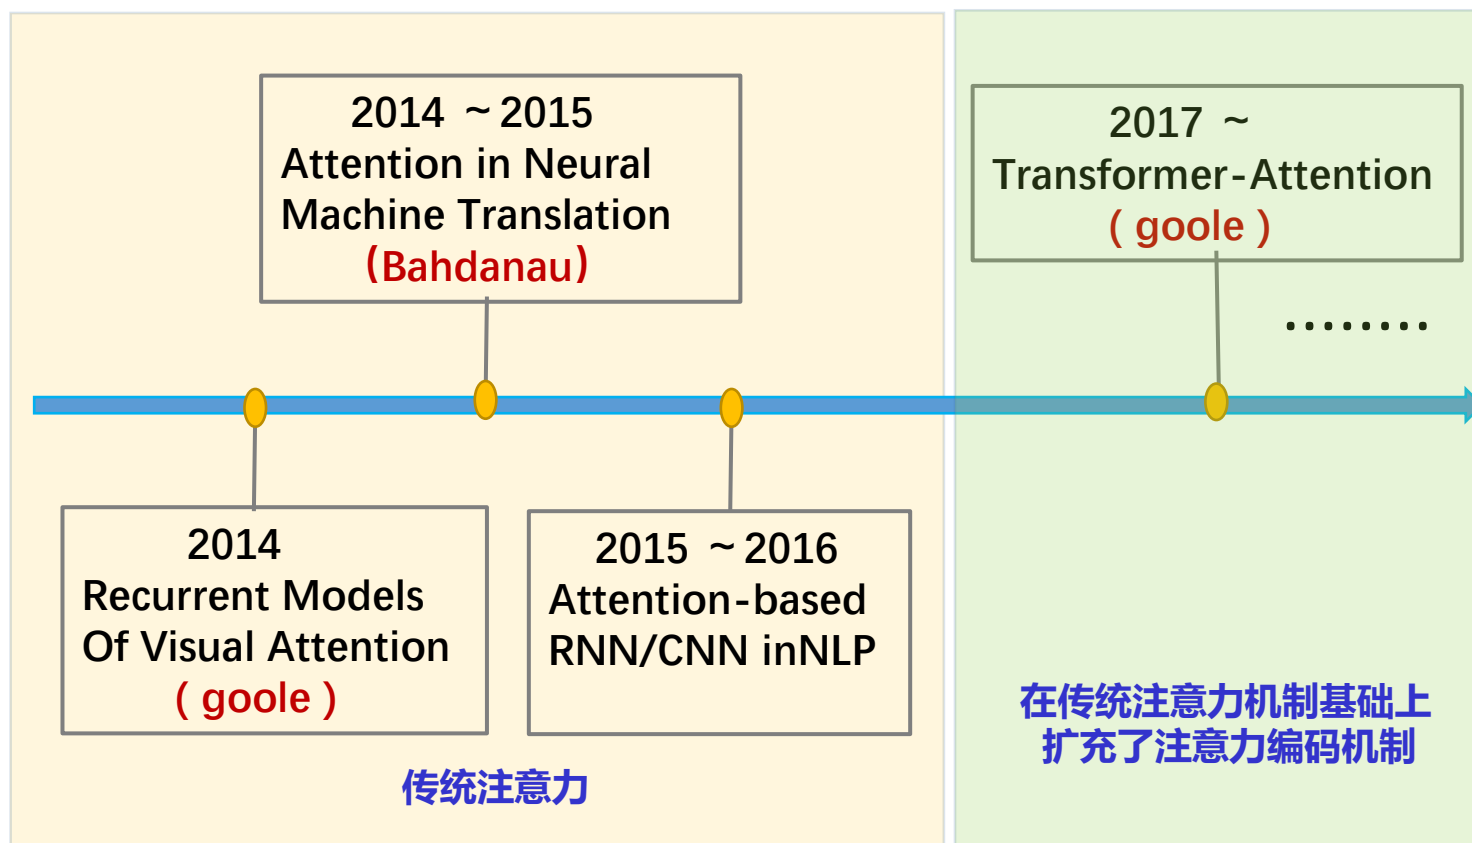 2014 ~ 2015
Attention in Neural
Machine Translation
(Bahdanau)
2017 ~
Transformer-Attention
( goole )
........
2014
Recurrent Models
Of Visual Attention
( goole )
2015 ~ 2016
Attention-based
RNN/CNN inNLP
传统注意力
在传统注意力机制基础上
扩充了注意力编码机制